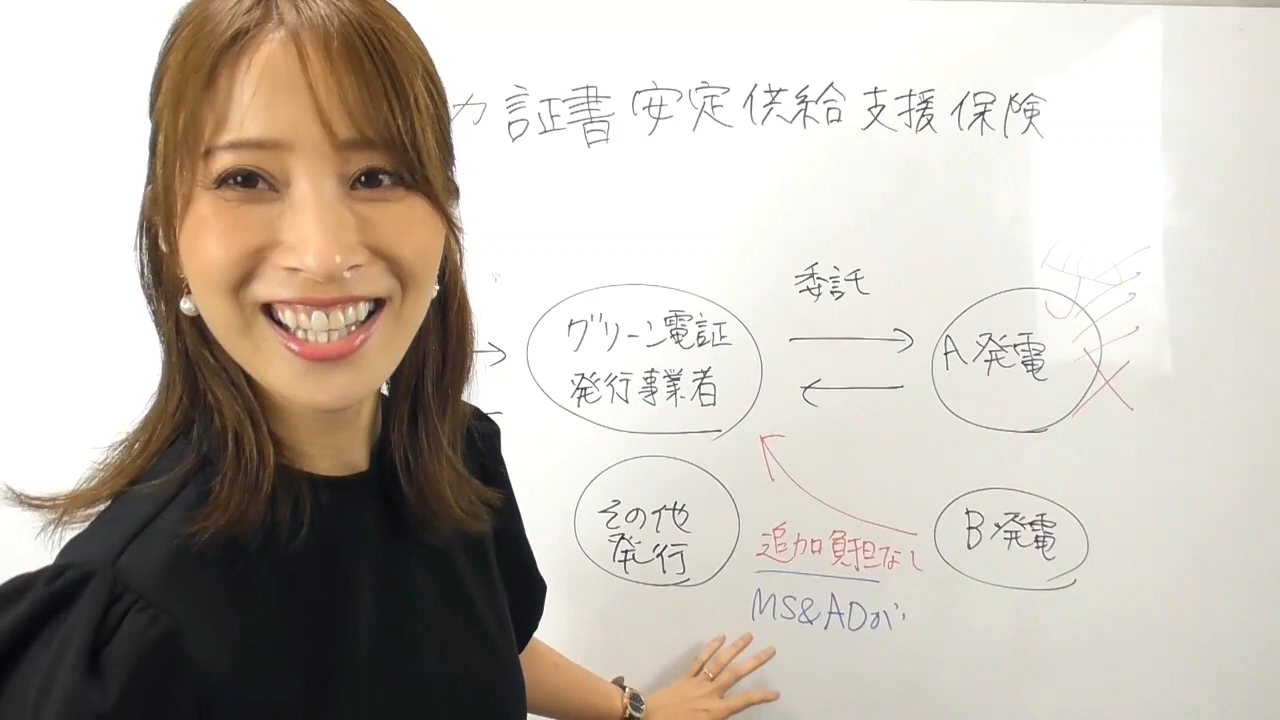 力証書安定供給支援保険
委託
グリーン電証
発行事業者
A発電
その他
発行
B発電
追加負担なし
MS&ADが